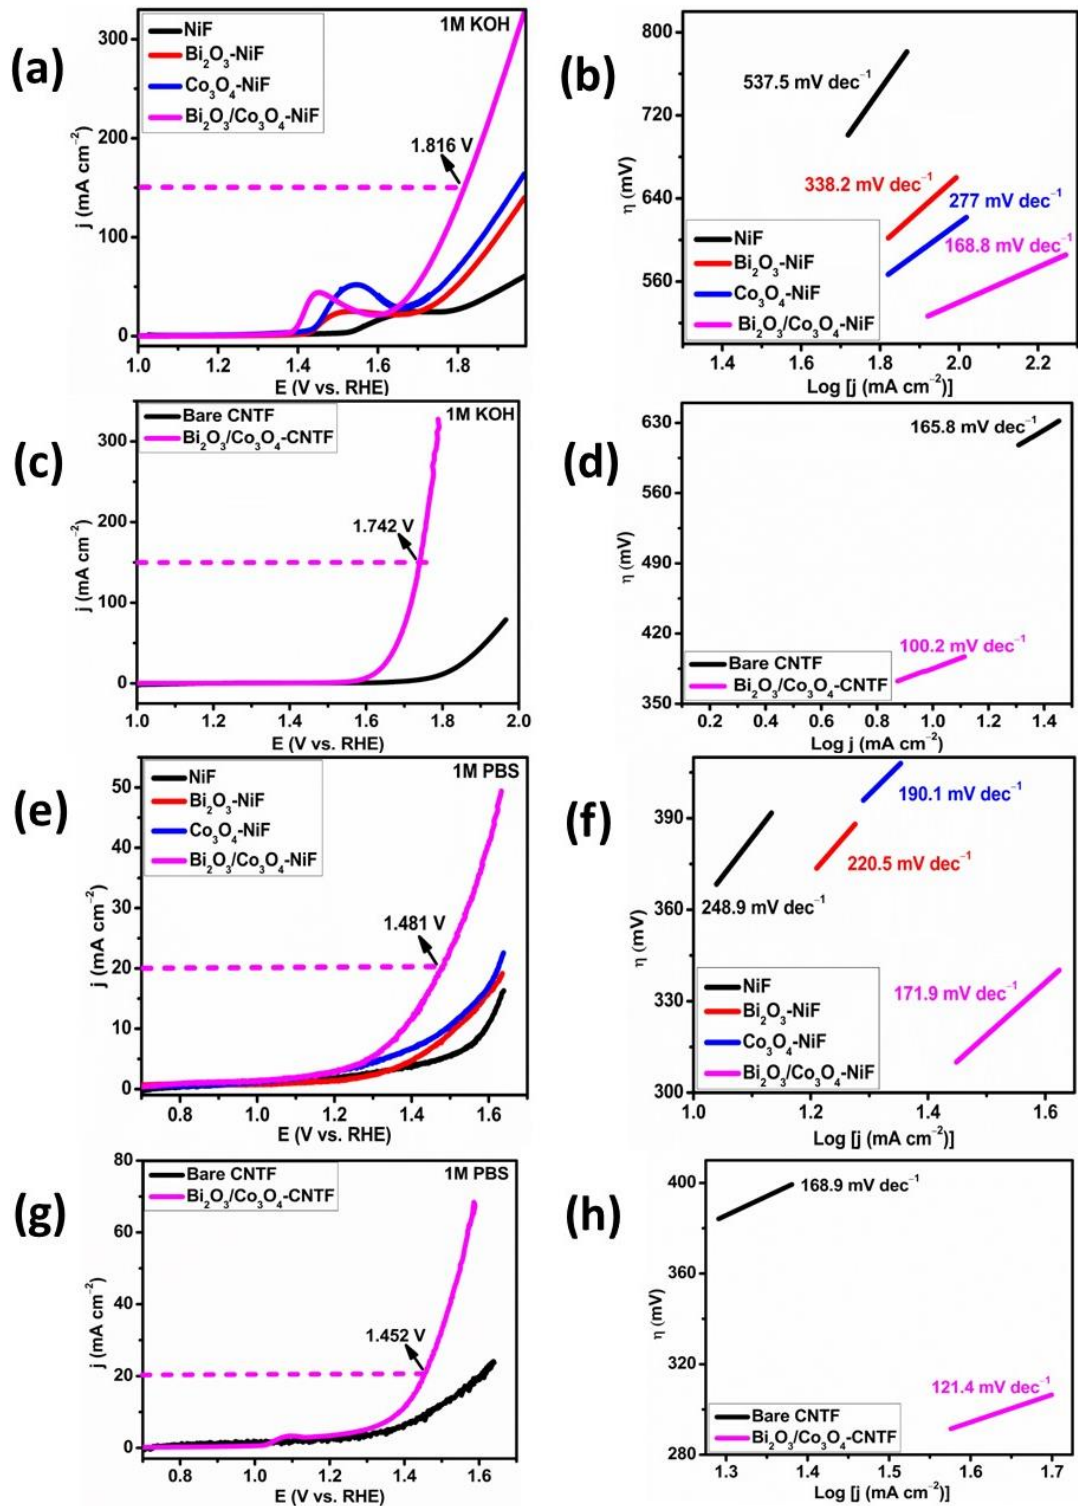 (a)
1M KOH
NiF
Bi₂O₃-NiF
Co₃O₄-NiF
Bi₂O₃/Co₃O₄-NiF
1.816 V
300
200
100
0
j (mA cm⁻²)
1.0 1.2 1.4 1.6 1.8
E (V vs. RHE)
(b)
800
720
640
560
η (mV)
537.5 mV dec⁻¹
338.2 mV dec⁻¹
277 mV dec⁻¹
168.8 mV dec⁻¹
NiF
Bi₂O₃-NiF
Co₃O₄-NiF
Bi₂O₃/Co₃O₄-NiF
1.4 1.6 1.8 2.0 2.2
Log [j (mA cm⁻²)]
(c)
1M KOH
Bare CNTF
Bi₂O₃/Co₃O₄-CNTF
1.742 V
300
200
100
0
j (mA cm⁻²)
1.0 1.2 1.4 1.6 1.8 2.0
E (V vs. RHE)
(d)
630
560
490
420
350
η (mV)
165.8 mV dec⁻¹
100.2 mV dec⁻¹
Bare CNTF
Bi₂O₃/Co₃O₄-CNTF
0.2 0.4 0.6 0.8 1.0 1.2 1.4
Log j (mA cm⁻²)
(e)
1M PBS
NiF
Bi₂O₃-NiF
Co₃O₄-NiF
Bi₂O₃/Co₃O₄-NiF
1.481 V
50
40
30
20
10
0
j (mA cm⁻²)
0.8 1.0 1.2 1.4 1.6
E (V vs. RHE)
(f)
390
360
330
300
η (mV)
190.1 mV dec⁻¹
220.5 mV dec⁻¹
248.9 mV dec⁻¹
171.9 mV dec⁻¹
NiF
Bi₂O₃-NiF
Co₃O₄-NiF
Bi₂O₃/Co₃O₄-NiF
1.0 1.2 1.4 1.6
Log [j (mA cm⁻²)]
(g)
1M PBS
Bare CNTF
Bi₂O₃/Co₃O₄-CNTF
1.452 V
80
60
40
20
0
j (mA cm⁻²)
0.8 1.0 1.2 1.4 1.6
E (V vs. RHE)
(h)
400
360
320
280
η (mV)
168.9 mV dec⁻¹
121.4 mV dec⁻¹
Bare CNTF
Bi₂O₃/Co₃O₄-CNTF
1.3 1.4 1.5 1.6 1.7
Log [j (mA cm⁻²)]